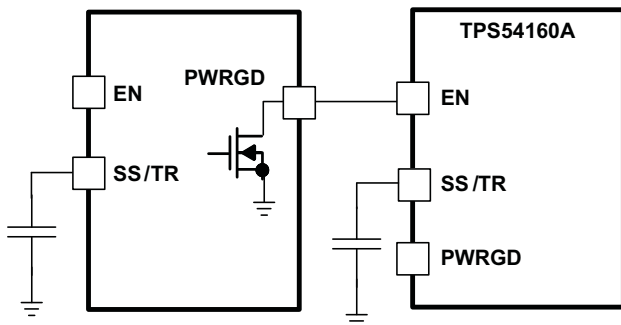 EN
SS/TR
PWRGD
TPS54160A
EN
SS/TR
PWRGD